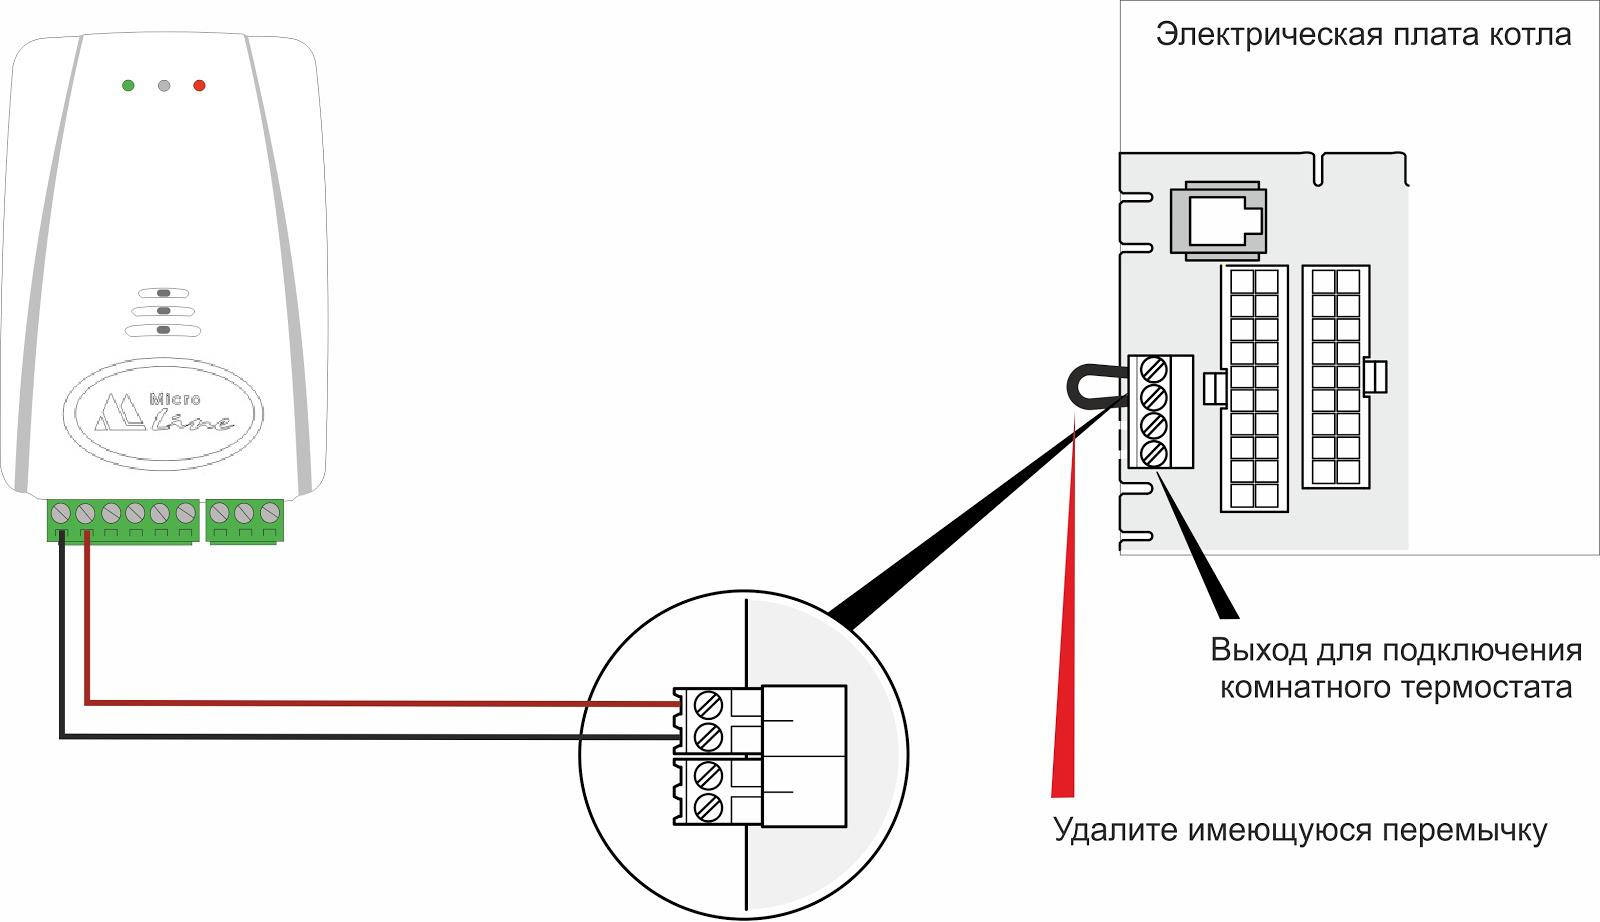 Электрическая плата котла
Micro
Line
Выход для подключения
комнатного термостата
Удалите имеющуюся перемычку